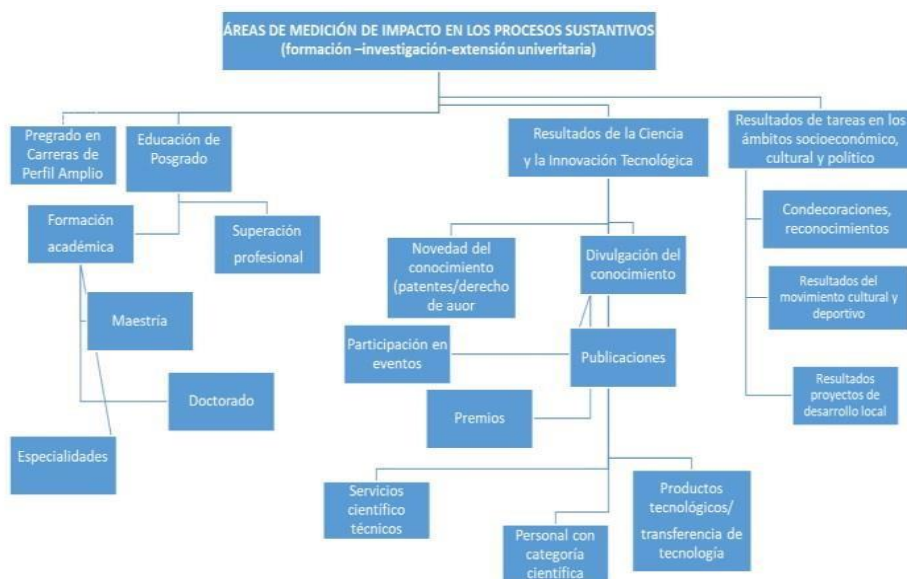 ÁREAS DE MEDICIÓN DE IMPACTO EN LOS PROCESOS SUSTANTIVOS
(formación –investigación-extensión univeritaria)
Pregrado en
Carreras de
Perfil Amplio
Educación de
Posgrado
Resultados de la Ciencia
y la Innovación Tecnológica
Resultados de tareas en los
ámbitos socioeconómico,
cultural y político
Formación
académica
Superación
profesional
Maestría
Doctorado
Especialidades
Novedad del
conocimiento
(patentes/derecho
de auor
Divulgación del
conocimiento
Participación en
eventos
Publicaciones
Premios
Servicios
científico
técnicos
Personal con
categoría
científica
Productos
tecnológicos/
transferencia de
tecnología
Condecoraciones,
reconocimientos
Resultados del
movimiento cultural y
deportivo
Resultados
proyectos de
desarrollo local